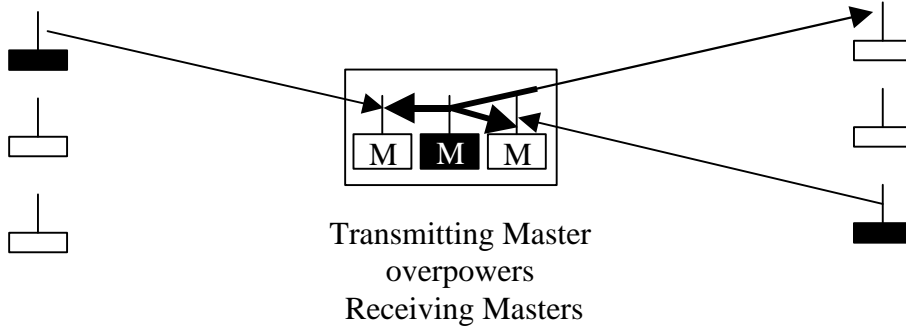 M M M
Transmitting Master
overpowers
Receiving Masters